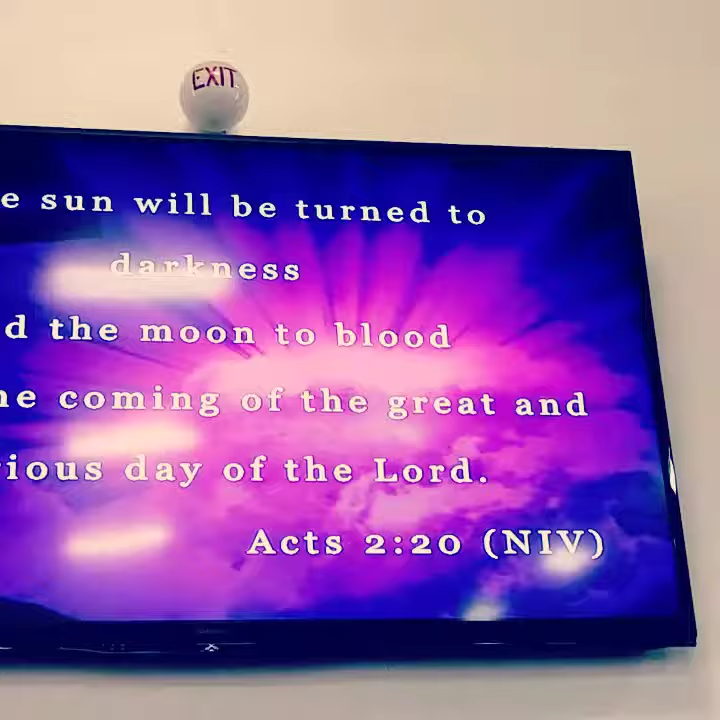 EXIT
e sun will be turned to
darkness
d the moon to blood
he coming of the great and
rious day of the Lord.
Acts 2:20 (NIV)